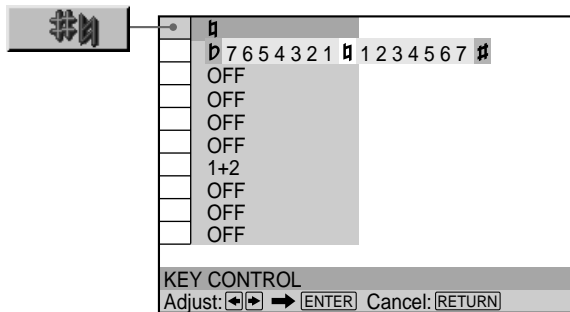 ♯♮
♮
♭ 7 6 5 4 3 2 1 ♮ 1 2 3 4 5 6 7 ♯
OFF
OFF
OFF
OFF
1+2
OFF
OFF
OFF
KEY CONTROL
Adjust: ← → ➡ ENTER Cancel: RETURN